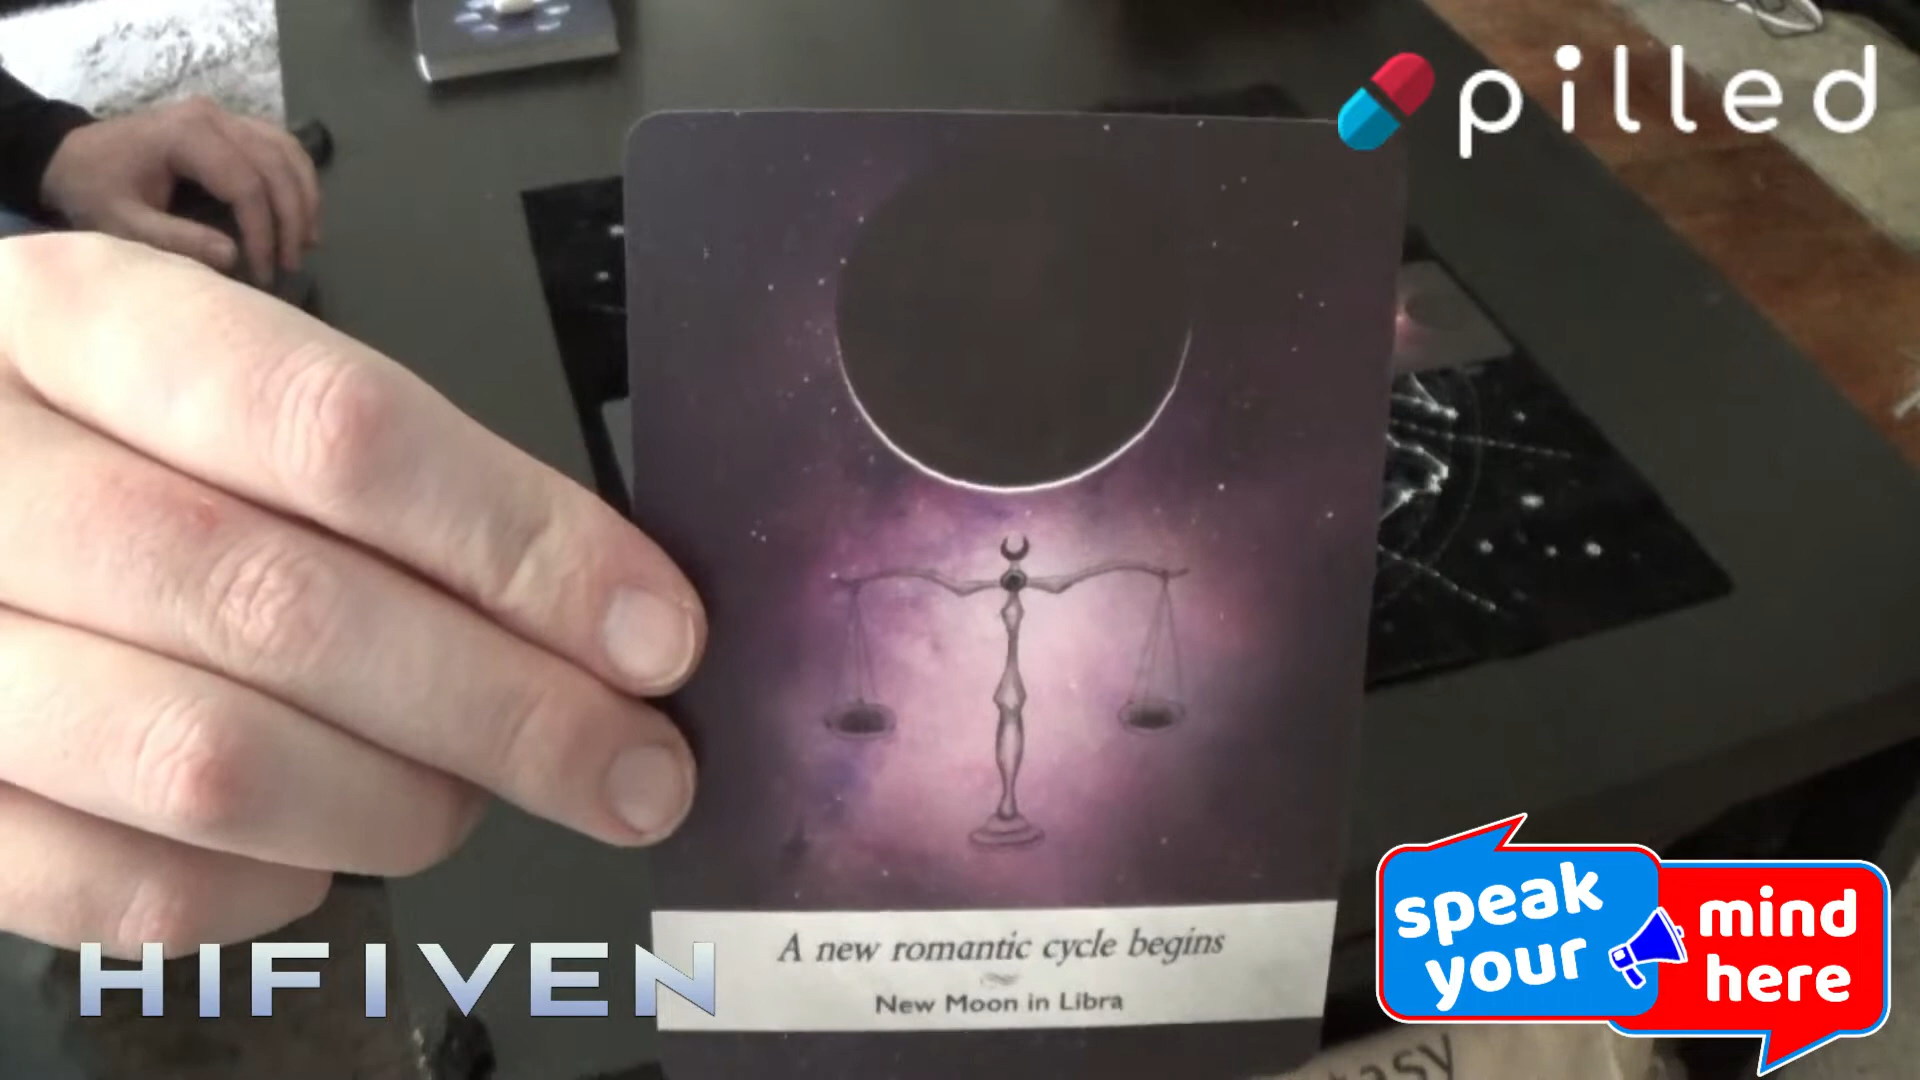 pilled
speak
your
mind
here
HIFIVEN
A new romantic cycle begins
New Moon in Libra